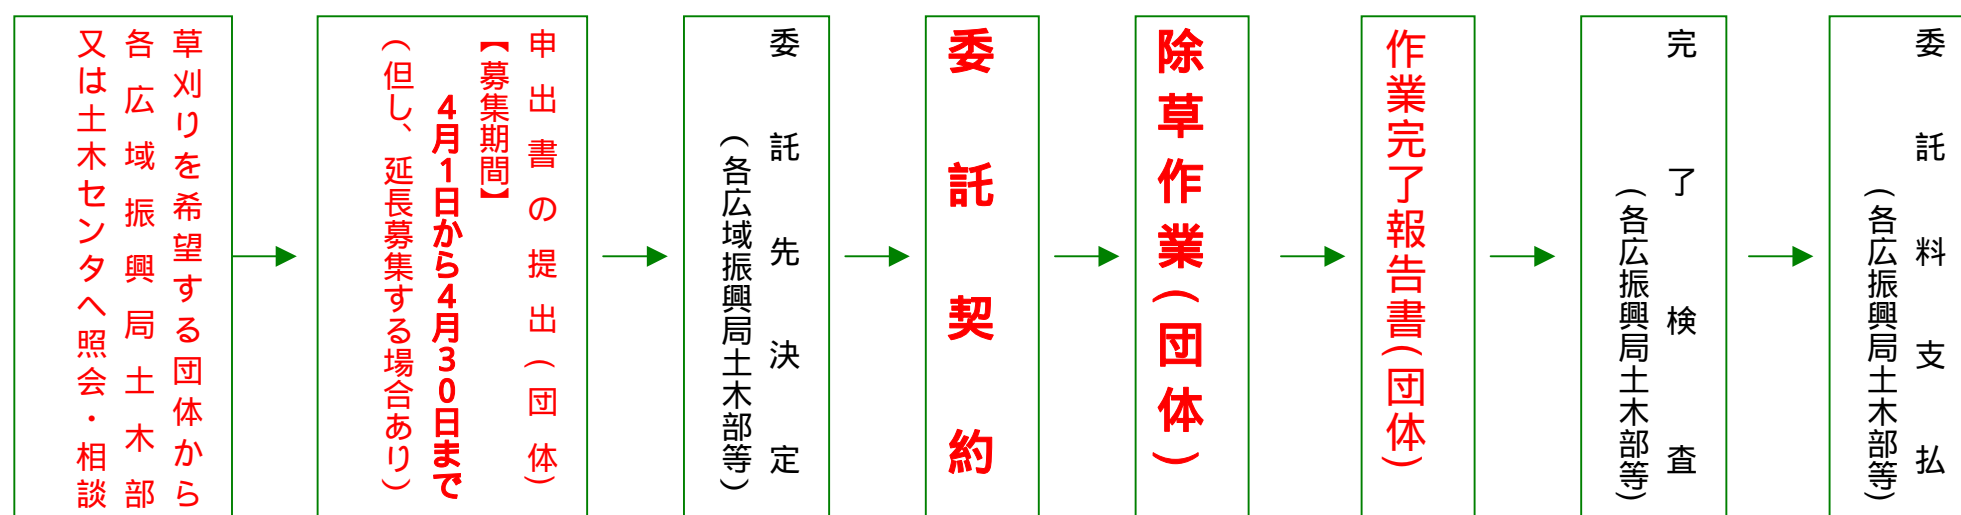 草刈りを希望する団体から
各広域振興局土木部
又は土木センタへ照会・相談
申出書の提出(団体)
【募集期間】
4月1日から4月30日まで
(但し、延長募集する場合あり)
委託先決定
(各広域振興局土木部等)
委託契約
除草作業(団体)
作業完了報告書(団体)
完了検査
(各広振興局土木部等)
委託料支払
(各広振興局土木部等)